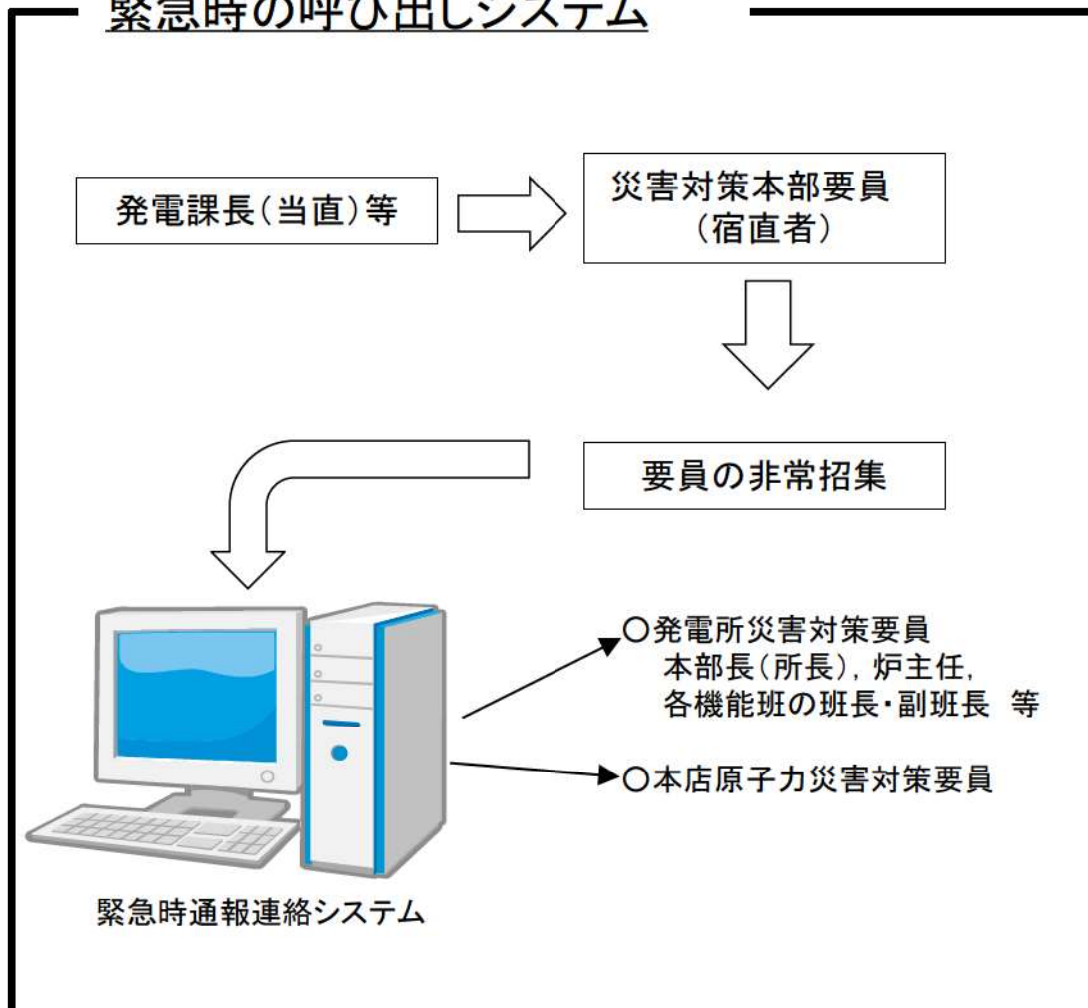 緊急時の呼び出しシステム
発電課長(当直)等
災害対策本部要員
(宿直者)
要員の非常招集
○発電所災害対策要員
本部長(所長),炉主任,
各機能班の班長・副班長 等
○本店原子力災害対策要員
緊急時通報連絡システム